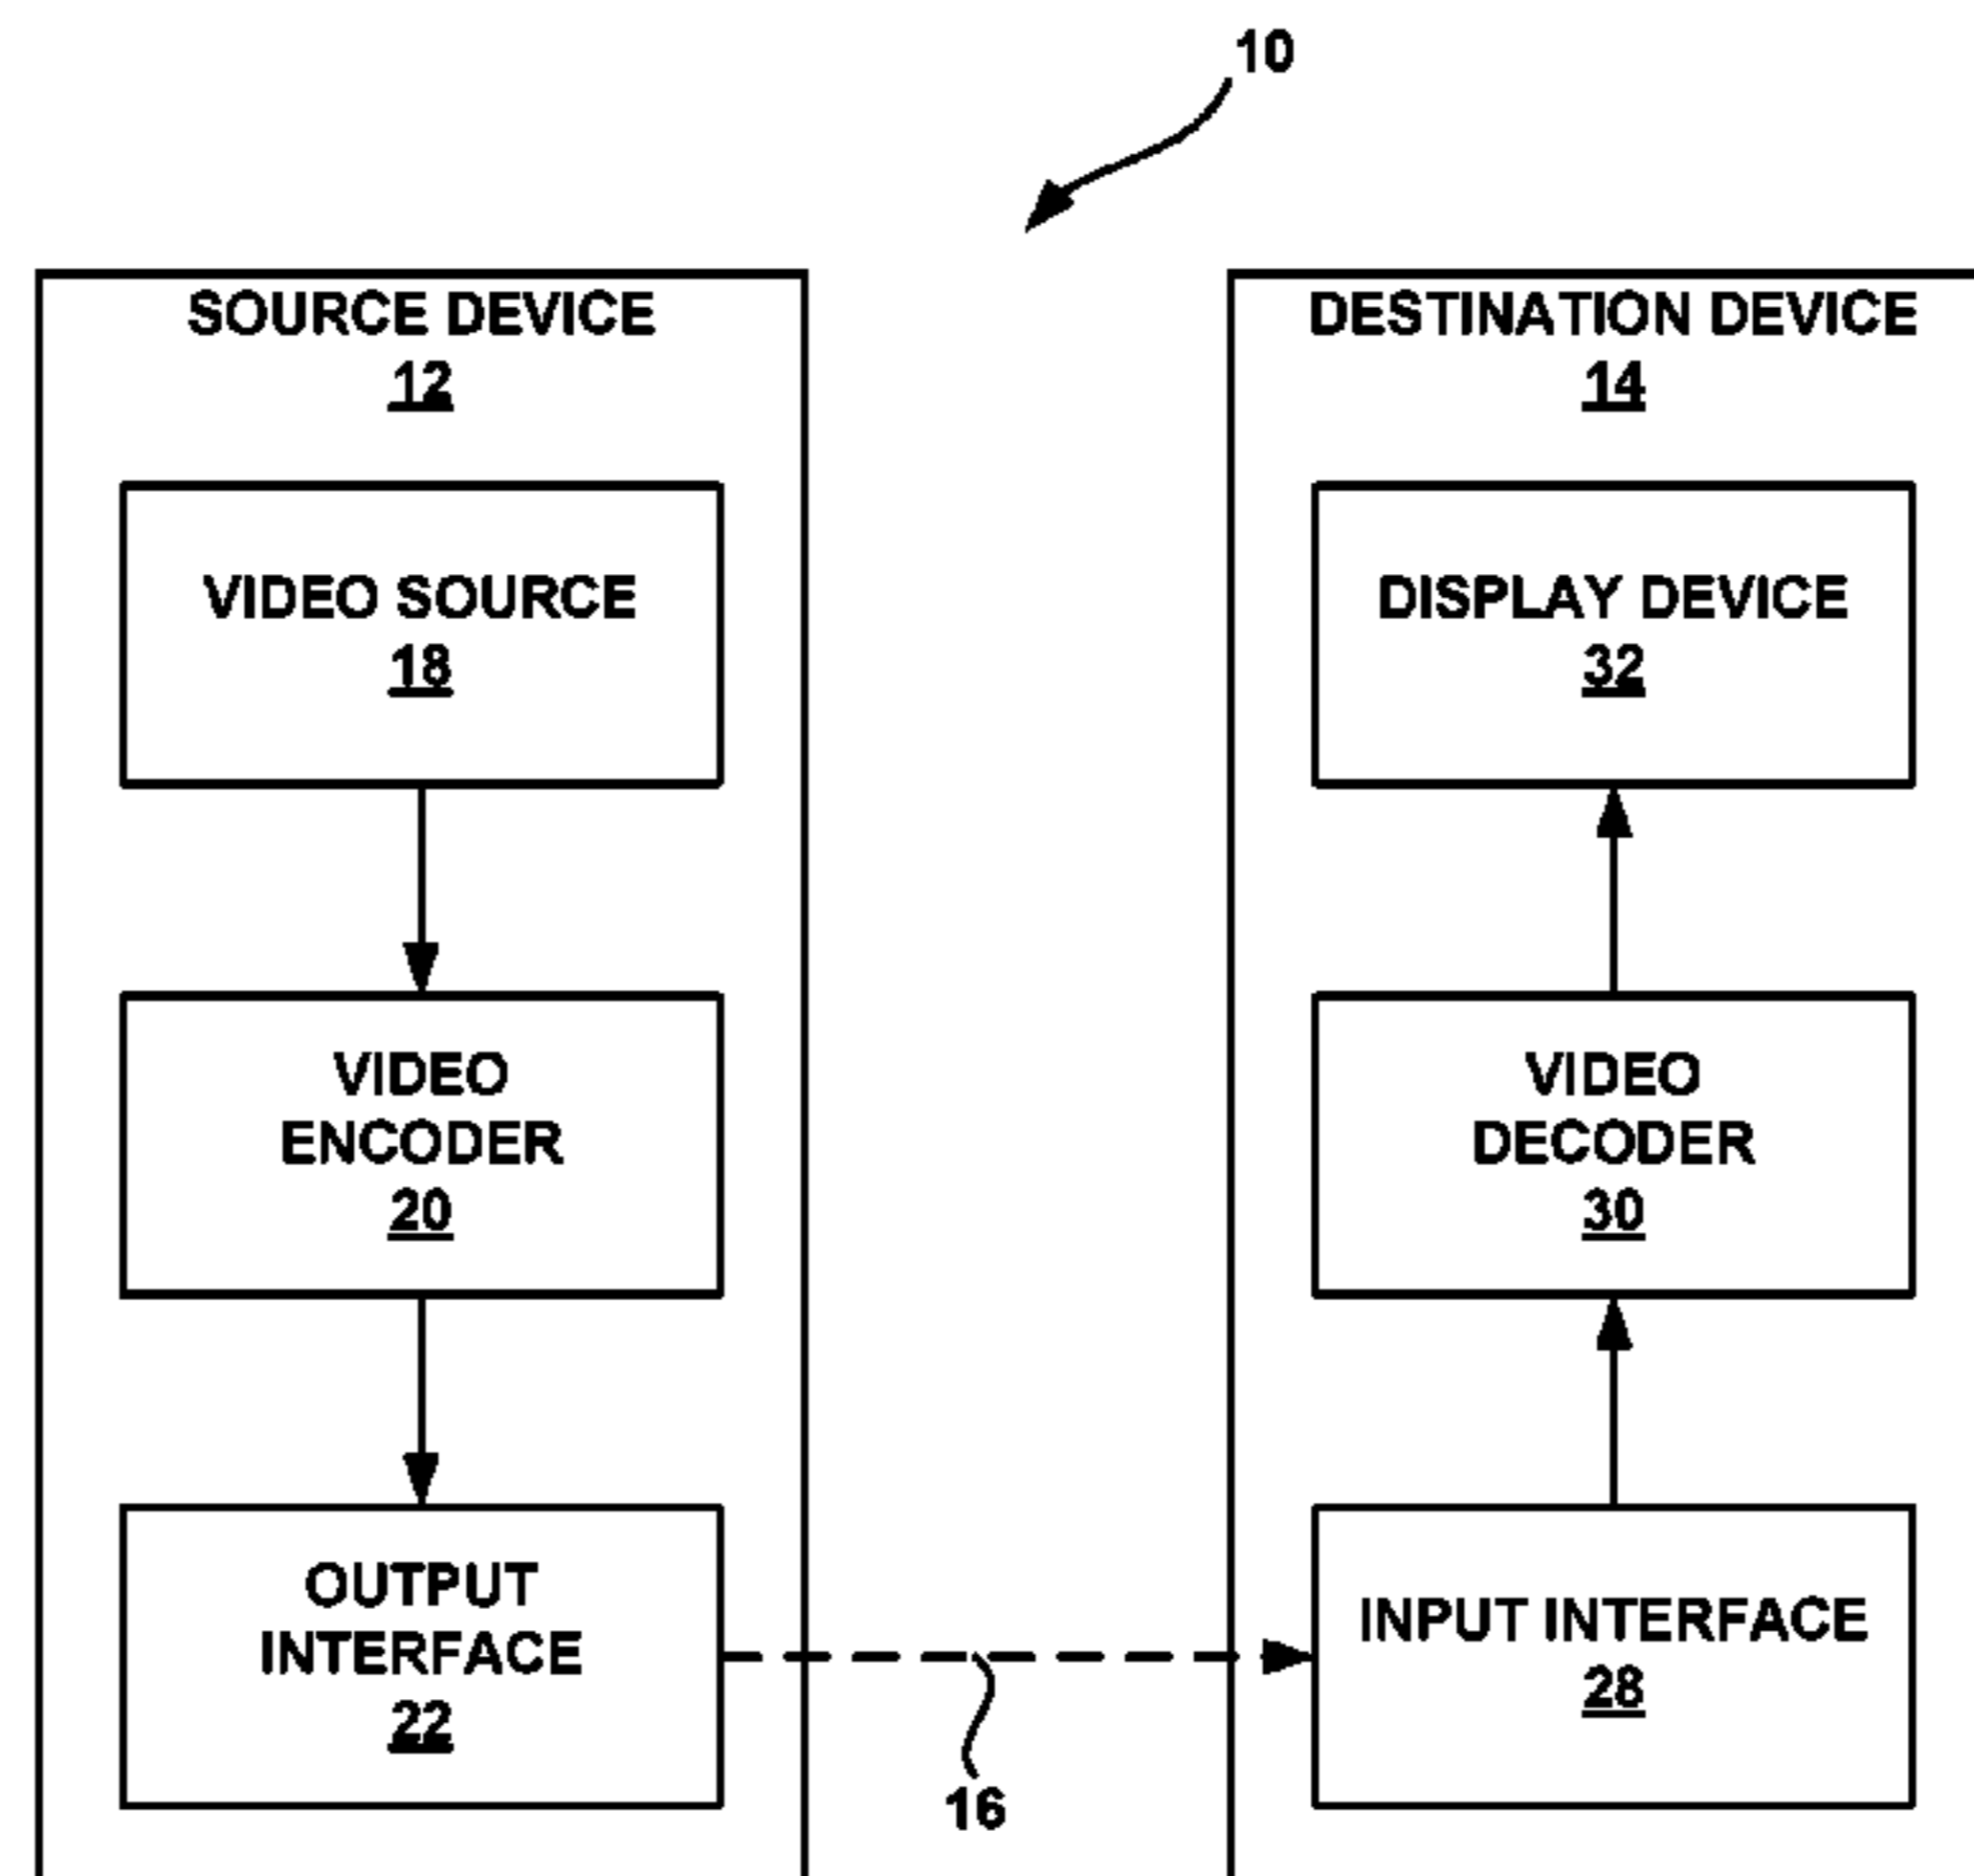 10
SOURCE DEVICE
12
VIDEO SOURCE
18
VIDEO
ENCODER
20
OUTPUT
INTERFACE
22
16
DESTINATION DEVICE
14
DISPLAY DEVICE
32
VIDEO
DECODER
30
INPUT INTERFACE
28